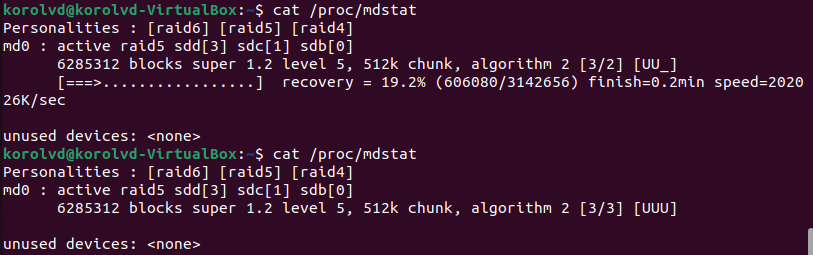 korolvd@korolvd-VirtualBox:~$ cat /proc/mdstat
Personalities : [raid6] [raid5] [raid4]
md0 : active raid5 sdd[3] sdc[1] sdb[0]
      6285312 blocks super 1.2 level 5, 512k chunk, algorithm 2 [3/2] [UU_]
      [===>.................]  recovery = 19.2% (606080/3142656) finish=0.2min speed=2020
26K/sec

unused devices: <none>
korolvd@korolvd-VirtualBox:~$ cat /proc/mdstat
Personalities : [raid6] [raid5] [raid4]
md0 : active raid5 sdd[3] sdc[1] sdb[0]
      6285312 blocks super 1.2 level 5, 512k chunk, algorithm 2 [3/3] [UUU]

unused devices: <none>